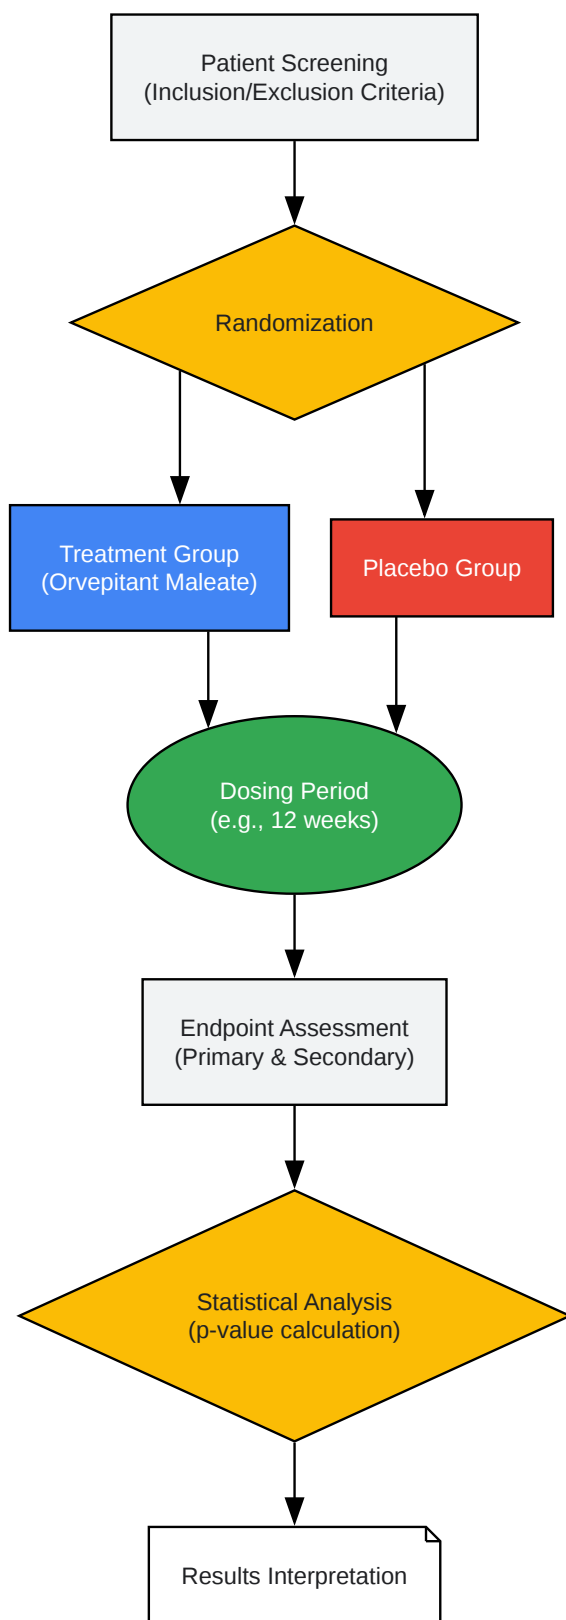 Patient Screening
(Inclusion/Exclusion Criteria)
Randomization
Treatment Group
(Orvepitant Maleate)
Placebo Group
Dosing Period
(e.g., 12 weeks)
Endpoint Assessment
(Primary & Secondary)
Statistical Analysis
(p-value calculation)
Results Interpretation